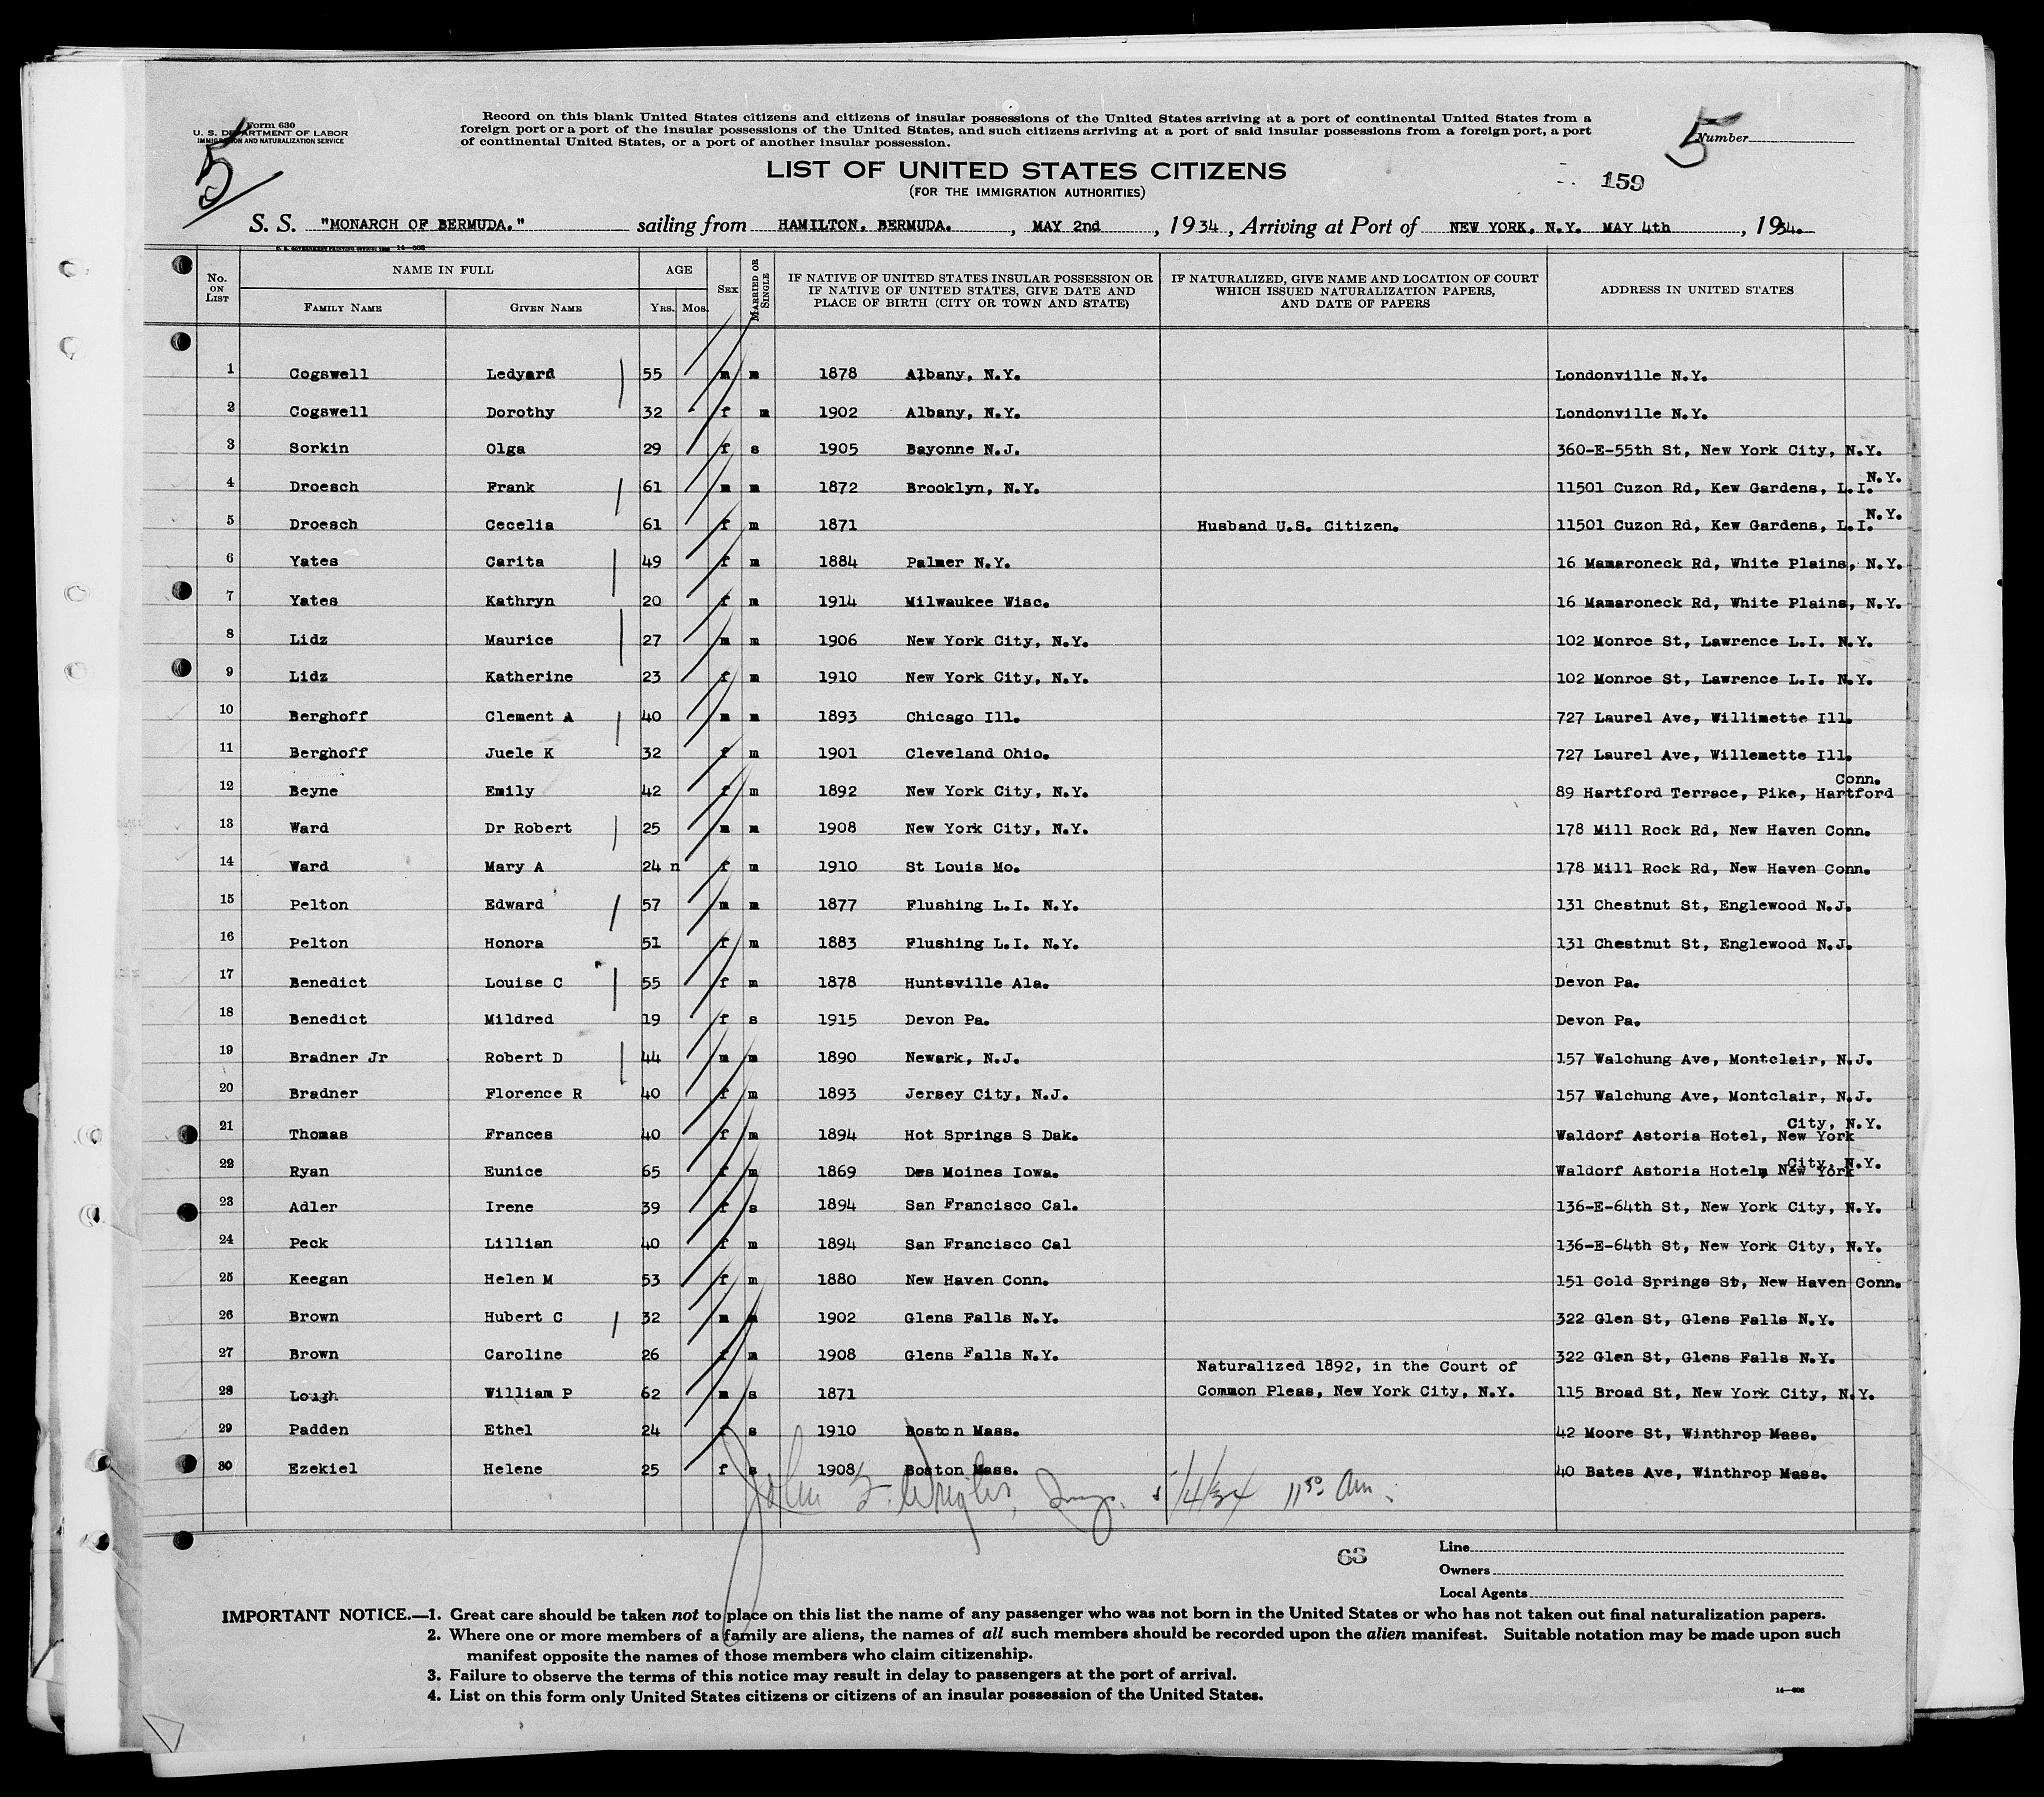 Form 630
U. S. DEPARTMENT OF LABOR
IMMIGRATION AND NATURALIZATION SERVICE
5
Record on this blank United States citizens and citizens of insular possessions of the United States arriving at a port of continental United States from a
foreign port or a port of the insular possessions of the United States, and such citizens arriving at a port of said insular possessions from a foreign port, a port
of continental United States, or a port of another insular possession.
5
Number
LIST OF UNITED STATES CITIZENS
(FOR THE IMMIGRATION AUTHORITIES)
159
S. S. "MONARCH OF BERMUDA." sailing from HAMILTON. BERMUDA. , MAY 2nd , 1934 , Arriving at Port of NEW YORK, N.Y. MAY 4th , 1934.
U. S. GOVERNMENT PRINTING OFFICE: 14—608
No. ON LIST
NAME IN FULL
FAMILY NAME
GIVEN NAME
AGE
YRS. MOS.
SEX
MARRIED OR SINGLE
IF NATIVE OF UNITED STATES INSULAR POSSESSION OR
IF NATIVE OF UNITED STATES, GIVE DATE AND
PLACE OF BIRTH (CITY OR TOWN AND STATE)
IF NATURALIZED, GIVE NAME AND LOCATION OF COURT
WHICH ISSUED NATURALIZATION PAPERS,
AND DATE OF PAPERS
ADDRESS IN UNITED STATES
1 Cogswell Ledyard 55 m m 1878 Albany, N.Y. Londonville N.Y.
2 Cogswell Dorothy 32 f m 1902 Albany, N.Y. Londonville N.Y.
3 Sorkin Olga 29 f s 1905 Bayonne N.J. 360-E-55th St, New York City, N.Y.
4 Droesch Frank 61 m m 1872 Brooklyn, N.Y. 11501 Cuzon Rd, Kew Gardens, L.I. N.Y.
5 Droesch Cecelia 61 f m 1871 Husband U.S. Citizen. 11501 Cuzon Rd, Kew Gardens, L.I. N.Y.
6 Yates Carita 49 f m 1884 Palmer N.Y. 16 Mamaroneck Rd, White Plains, N.Y.
7 Yates Kathryn 20 f m 1914 Milwaukee Wisc. 16 Mamaroneck Rd, White Plains, N.Y.
8 Lidz Maurice 27 m m 1906 New York City, N.Y. 102 Monroe St, Lawrence L.I. N.Y.
9 Lidz Katherine 23 f m 1910 New York City, N.Y. 102 Monroe St, Lawrence L.I. N.Y.
10 Berghoff Clement A 40 m m 1893 Chicago Ill. 727 Laurel Ave, Willimette Ill.
11 Berghoff Juele K 32 f m 1901 Cleveland Ohio. 727 Laurel Ave, Willemette Ill.
12 Beyne Emily 42 f m 1892 New York City, N.Y. 89 Hartford Terrace, Pike, Hartford Conn.
13 Ward Dr Robert 25 m m 1908 New York City, N.Y. 178 Mill Rock Rd, New Haven Conn.
14 Ward Mary A 24 n f m 1910 St Louis Mo. 178 Mill Rock Rd, New Haven Conn.
15 Pelton Edward 57 m m 1877 Flushing L.I. N.Y. 131 Chestnut St, Englewood N.J.
16 Pelton Honora 51 f m 1883 Flushing L.I. N.Y. 131 Chestnut St, Englewood N.J.
17 Benedict Louise C 55 f m 1878 Huntsville Ala. Devon Pa.
18 Benedict Mildred 19 f s 1915 Devon Pa. Devon Pa.
19 Bradner Jr Robert D 44 m m 1890 Newark, N.J. 157 Walchung Ave, Montclair, N.J.
20 Bradner Florence R 40 f m 1893 Jersey City, N.J. 157 Walchung Ave, Montclair, N.J.
21 Thomas Frances 40 f m 1894 Hot Springs S Dak. Waldorf Astoria Hotel, New York City, N.Y.
22 Ryan Eunice 65 f m 1869 Des Moines Iowa. Waldorf Astoria Hotel, New York City, N.Y.
23 Adler Irene 39 f s 1894 San Francisco Cal. 136-E-64th St, New York City, N.Y.
24 Peck Lillian 40 f m 1894 San Francisco Cal 136-E-64th St, New York City, N.Y.
25 Keegan Helen M 53 f m 1880 New Haven Conn. 151 Cold Springs St, New Haven Conn.
26 Brown Hubert C 32 m m 1902 Glens Falls N.Y. 322 Glen St, Glens Falls N.Y.
27 Brown Caroline 26 f m 1908 Glens Falls N.Y. 322 Glen St, Glens Falls N.Y.
Naturalized 1892, in the Court of
28 Lough William P 62 m s 1871 Common Pleas, New York City, N.Y. 115 Broad St, New York City, N.Y.
29 Padden Ethel 24 f s 1910 Boston Mass. 42 Moore St, Winthrop Mass.
30 Ezekiel Helene 25 f s 1908 Boston Mass. 40 Bates Ave, Winthrop Mass.
John 5/4/34 11 50 Am.
63
Line
Owners
Local Agents
IMPORTANT NOTICE.—1. Great care should be taken not to place on this list the name of any passenger who was not born in the United States or who has not taken out final naturalization papers.
2. Where one or more members of a family are aliens, the names of all such members should be recorded upon the alien manifest. Suitable notation may be made upon such
manifest opposite the names of those members who claim citizenship.
3. Failure to observe the terms of this notice may result in delay to passengers at the port of arrival.
4. List on this form only United States citizens or citizens of an insular possession of the United States.
14—608